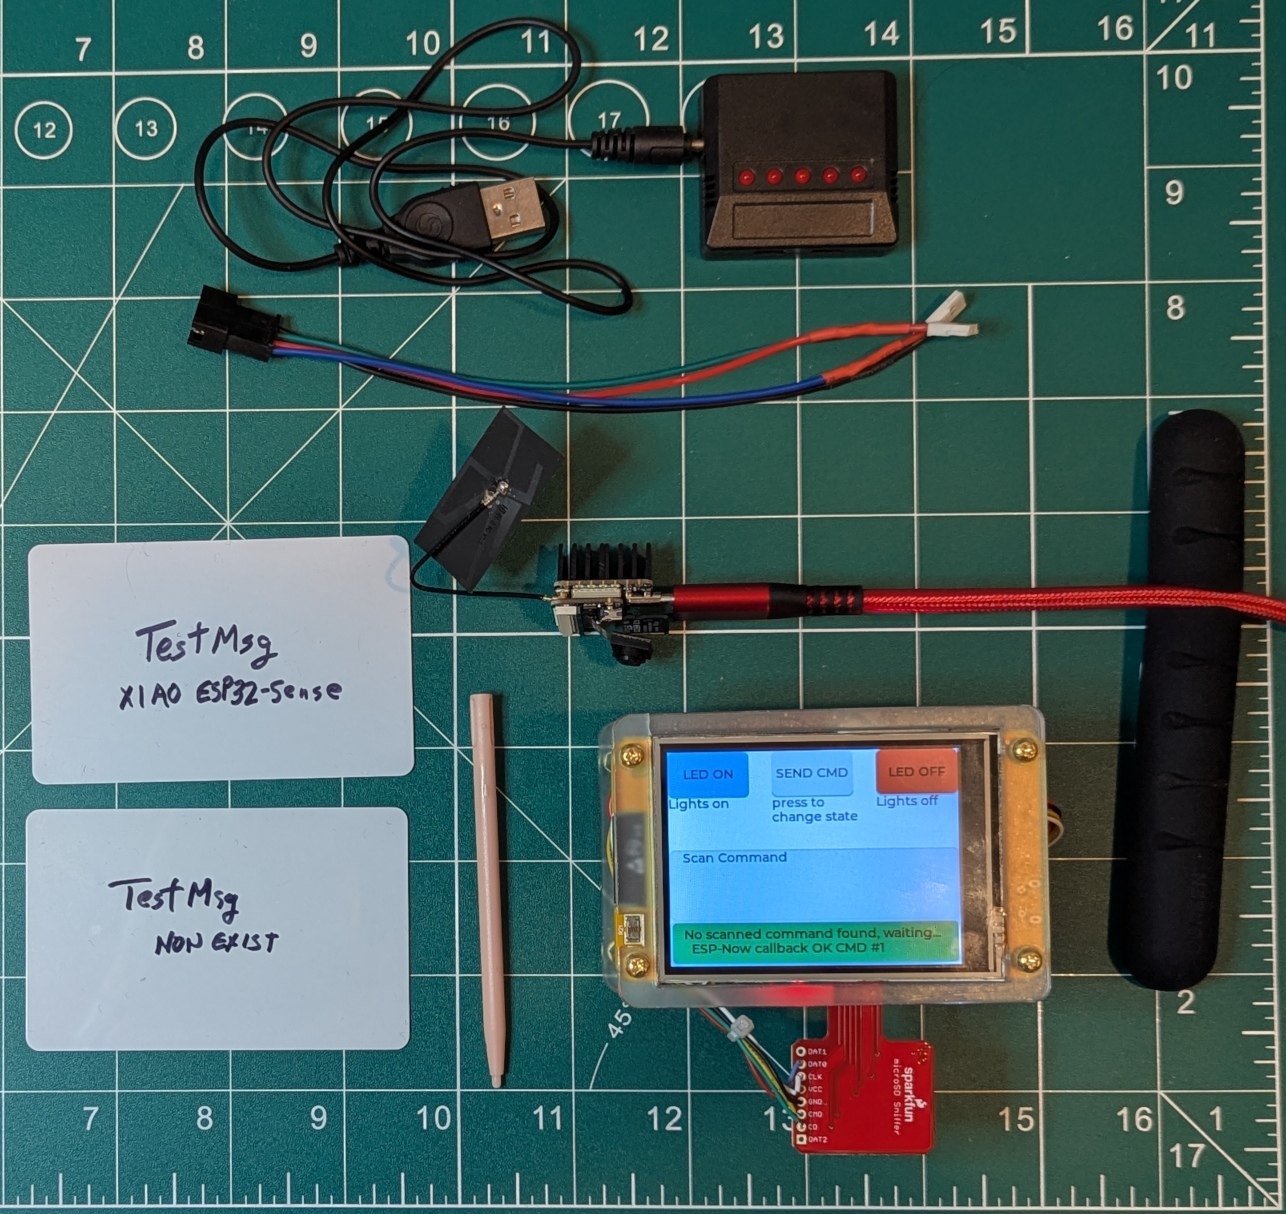 7 8 9 10 11 12 13 14 15 16 11
10
12 13 14 15 16 17
9
8
Test Msg
XIAO ESP32-Sense
Test Msg
NON EXIST
LED ON
SEND CMD
LED OFF
Lights on
press to
change state
Lights off
Scan Command
No scanned command found, waiting...
ESP-Now callback OK CMD #1
2
45°
DAT1
DAT0
CLK
VCC
GND
CMD
CD
DAT2
sparkfun
microSD Sniffer
7 8 9 10 11 12 13 15 16 1
17